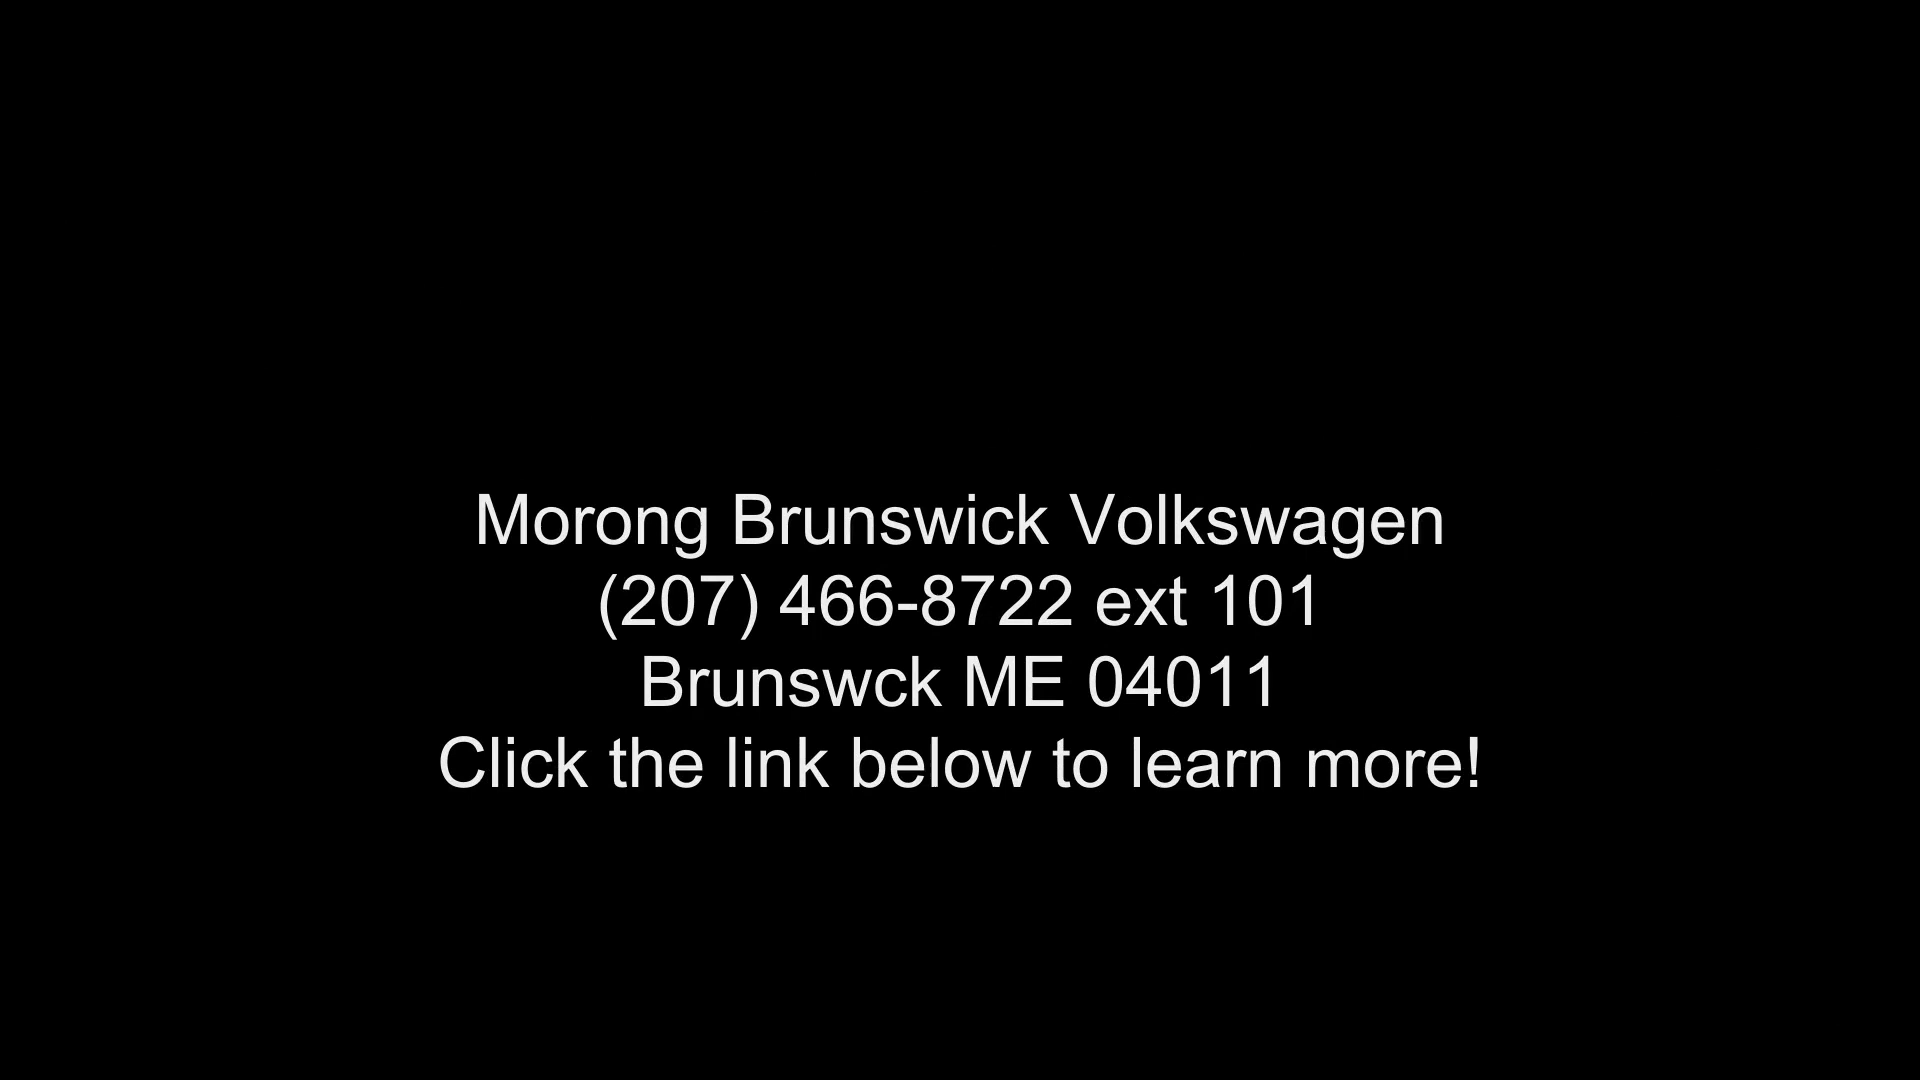 Morong Brunswick Volkswagen
(207) 466-8722 ext 101
Brunswck ME 04011
Click the link below to learn more!